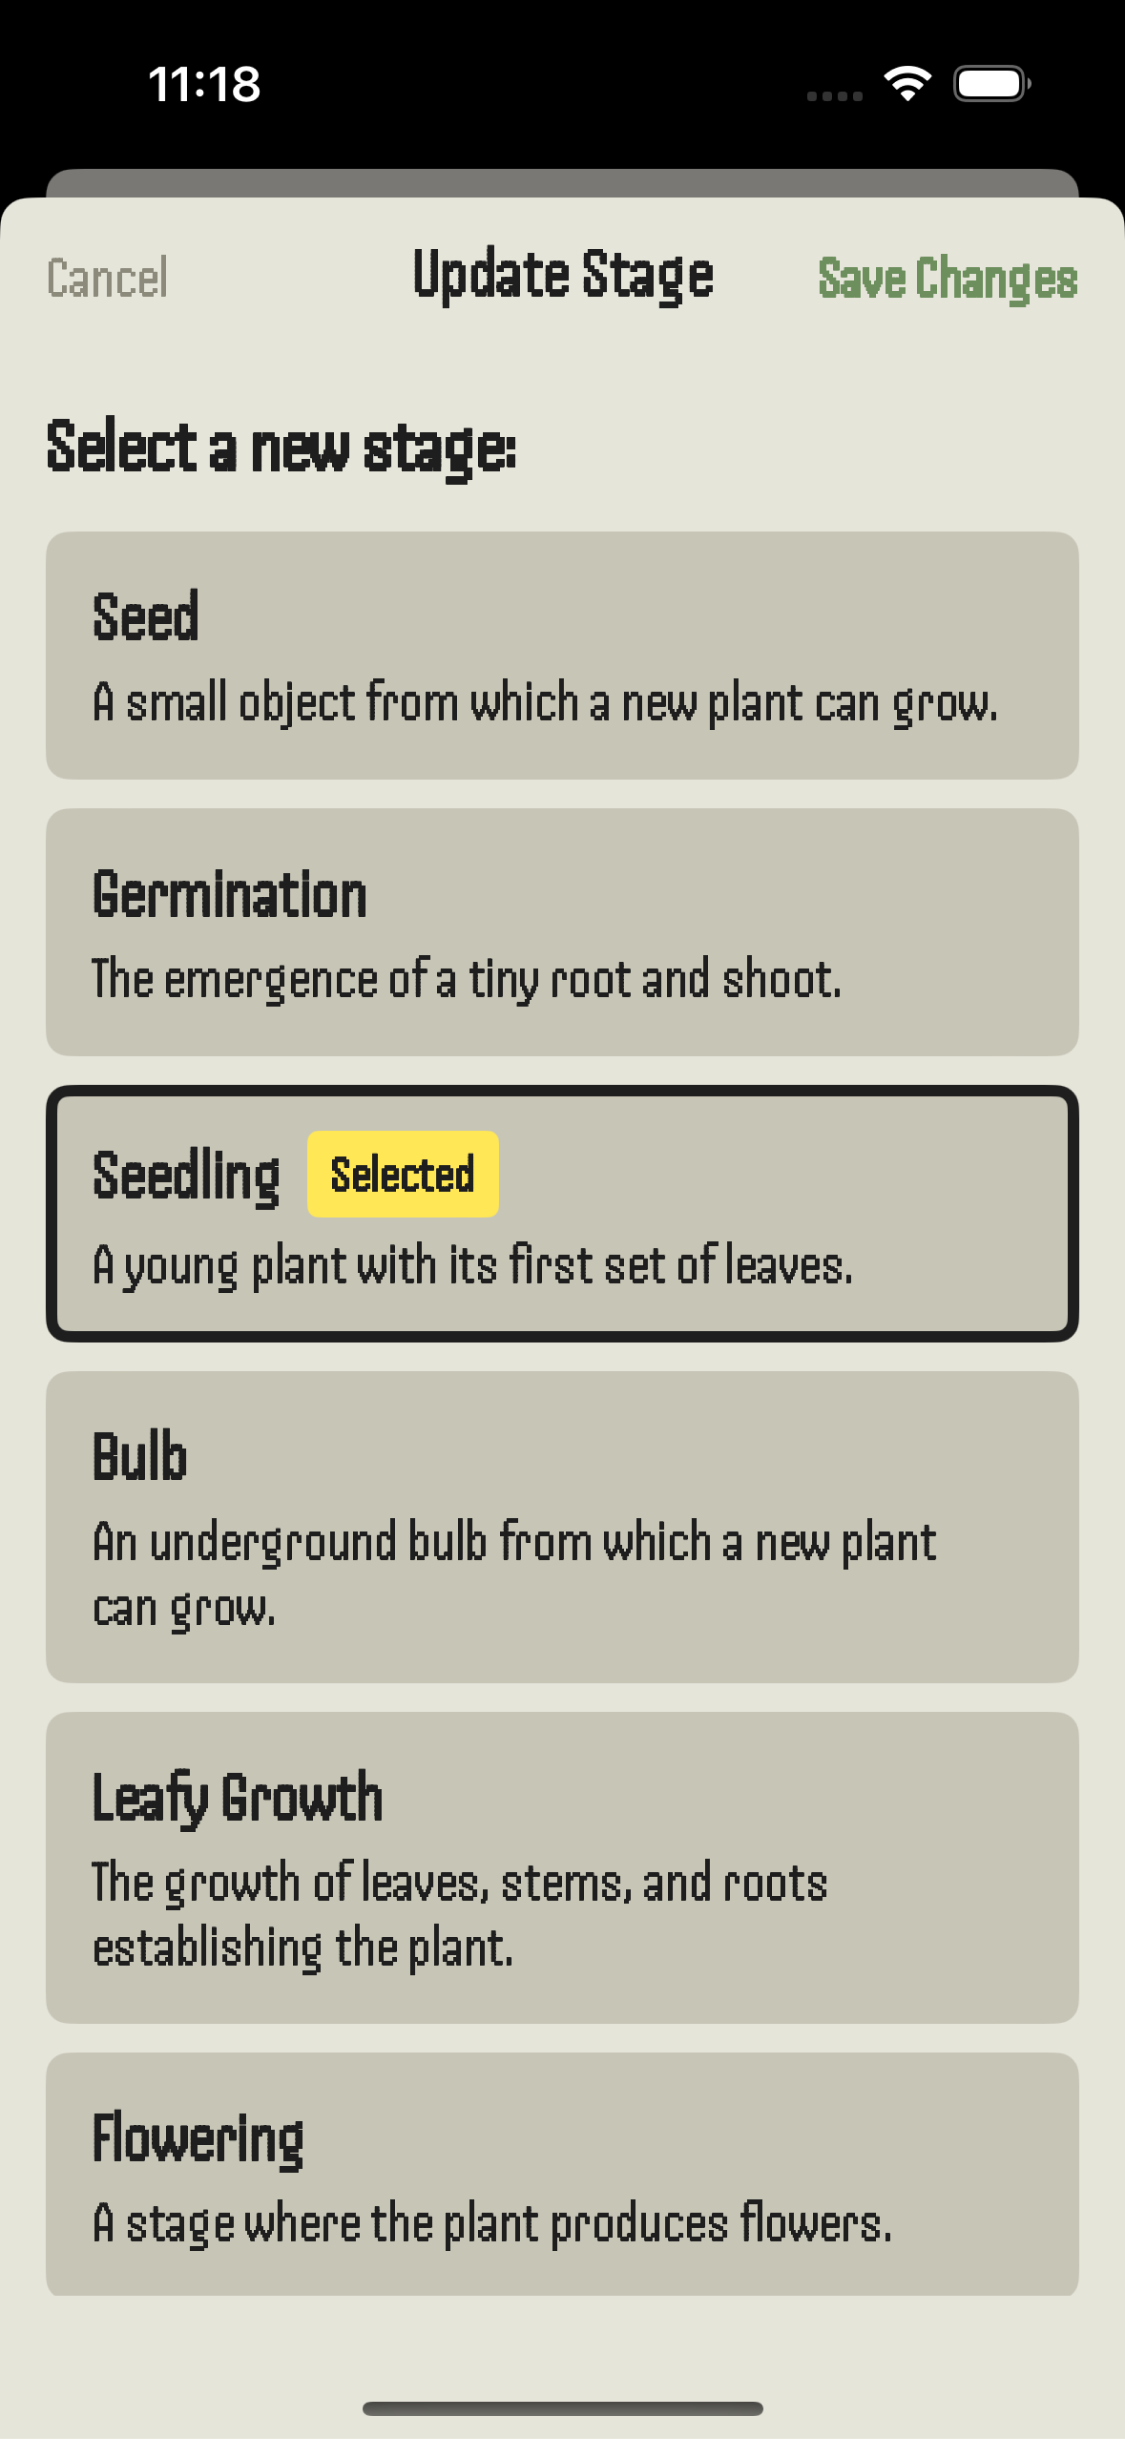 11:18
Cancel
Update Stage
Save Changes
Select a new stage:
Seed
A small object from which a new plant can grow.
Germination
The emergence of a tiny root and shoot.
Seedling
Selected
A young plant with its first set of leaves.
Bulb
An underground bulb from which a new plant
can grow.
Leafy Growth
The growth of leaves, stems, and roots
establishing the plant.
Flowering
A stage where the plant produces flowers.